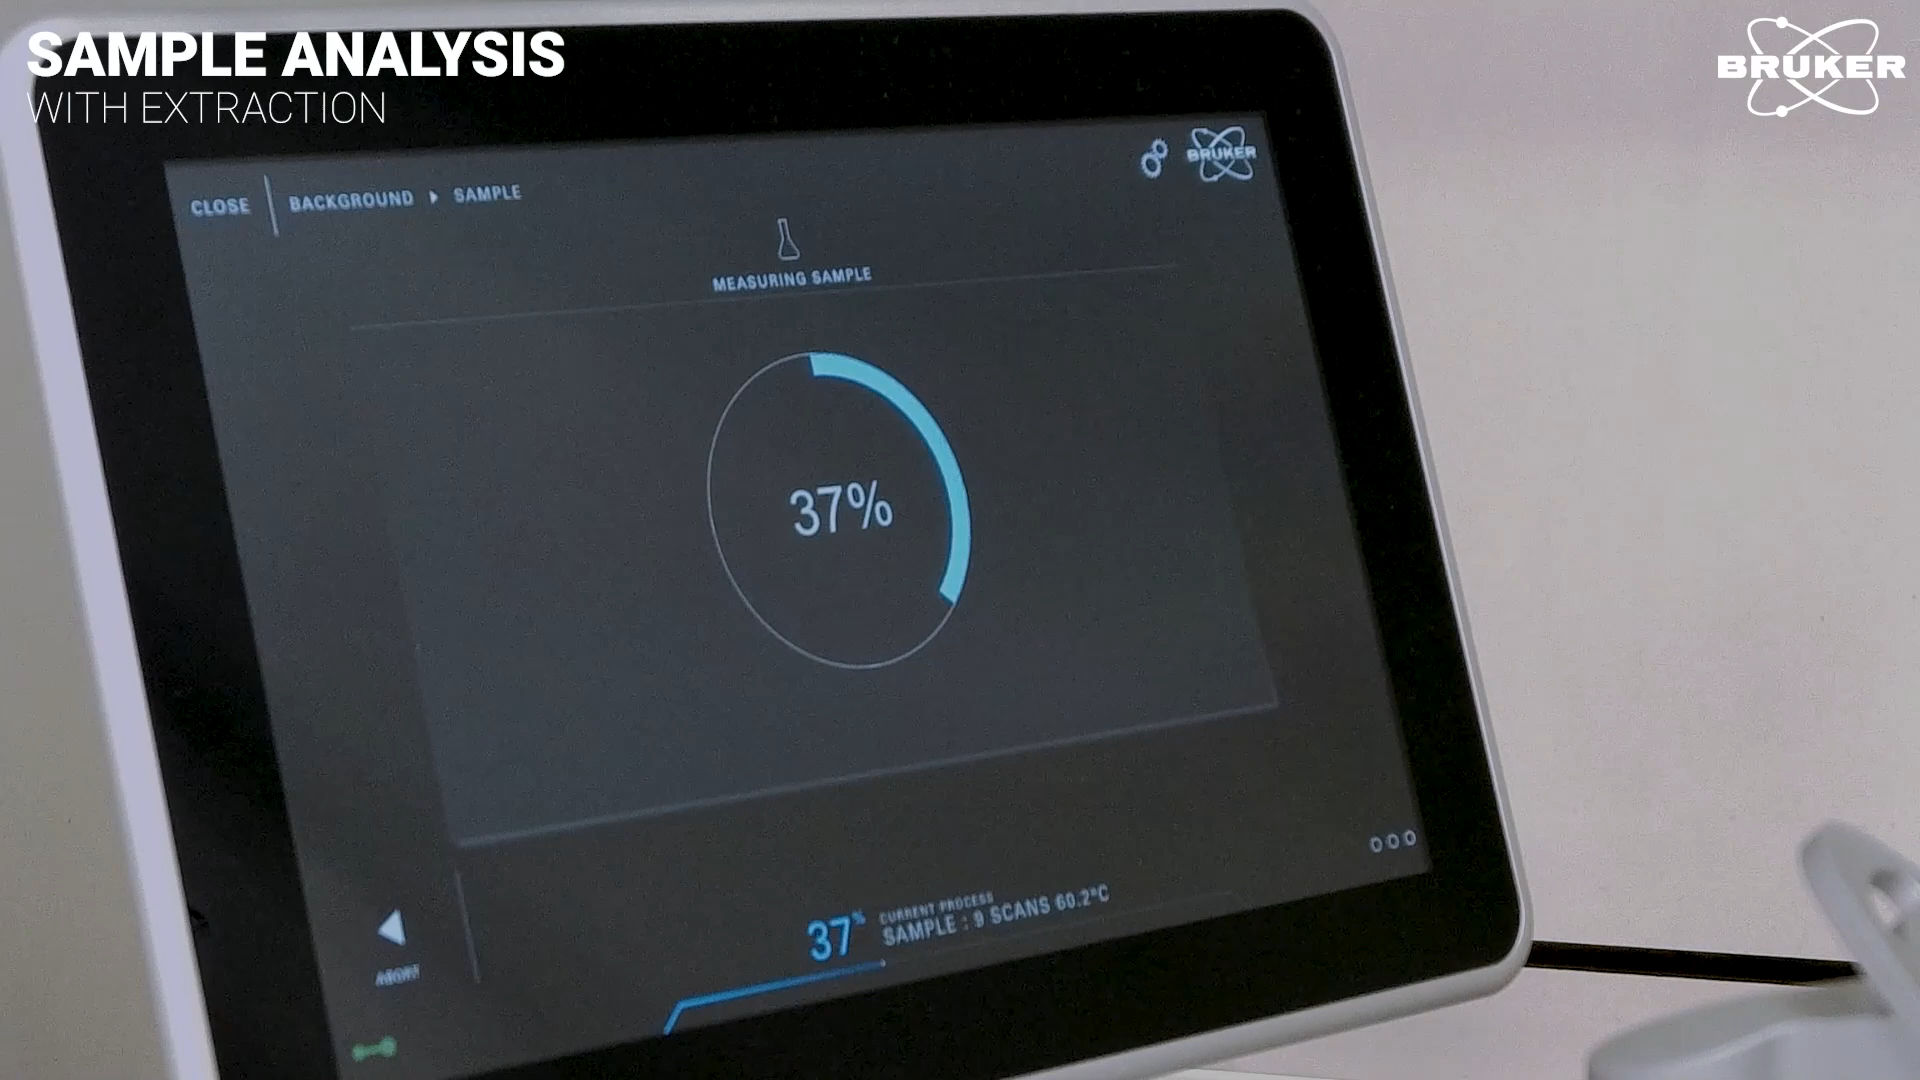 SAMPLE ANALYSIS
WITH EXTRACTION
BRUKER
CLOSE
BACKGROUND SAMPLE
BRUKER
MEASURING SAMPLE
37%
37%
CURRENT PROCESS
SAMPLE : 9 SCANS 60.2°C
ABORT